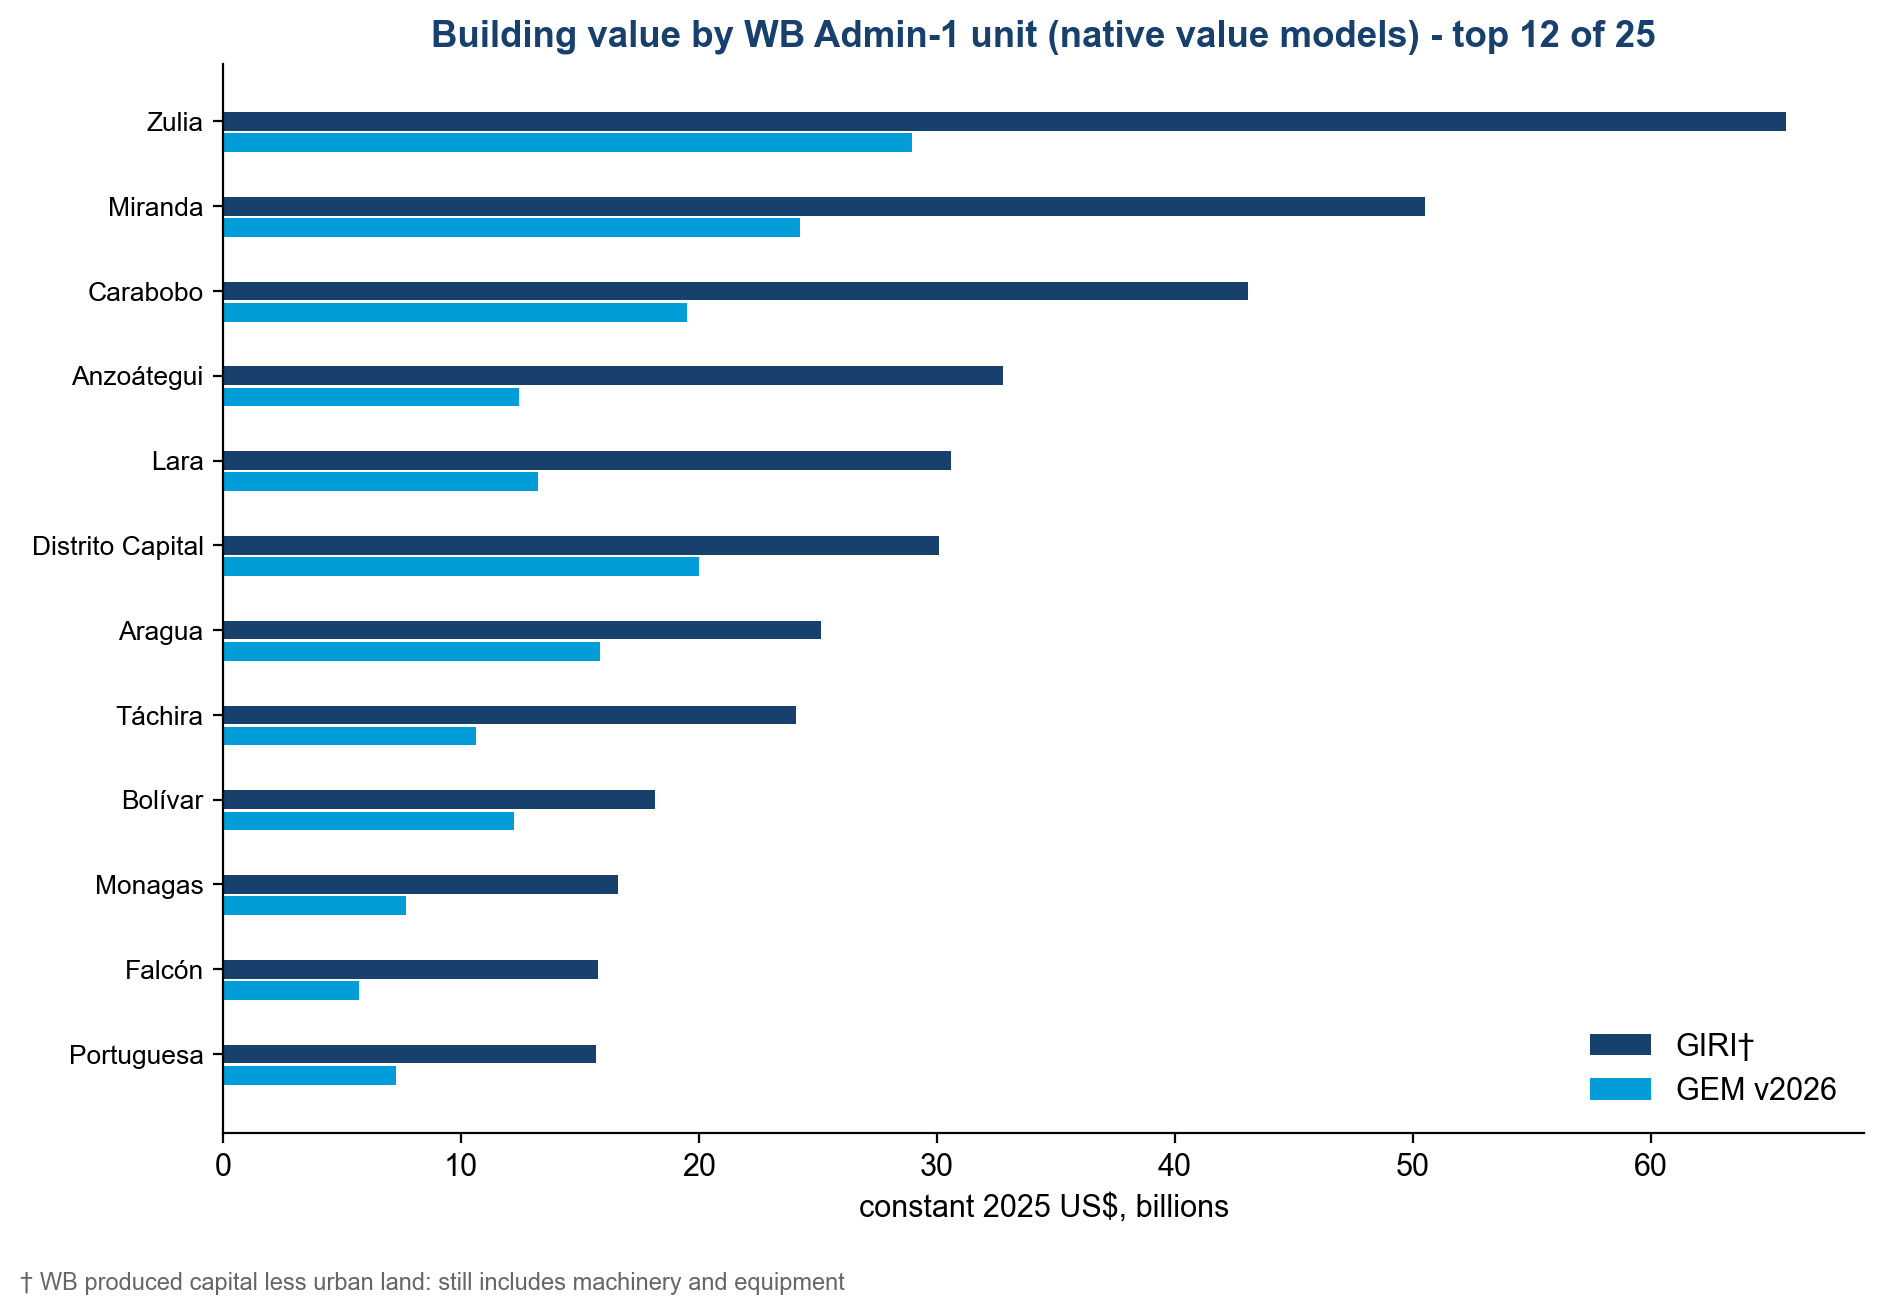 Building value by WB Admin-1 unit (native value models) - top 12 of 25
Zulia
Miranda
Carabobo
Anzoátegui
Lara
Distrito Capital
Aragua
Táchira
Bolívar
Monagas
Falcón
Portuguesa
GIRI†
GEM v2026
0 10 20 30 40 50 60
constant 2025 US$, billions
† WB produced capital less urban land: still includes machinery and equipment